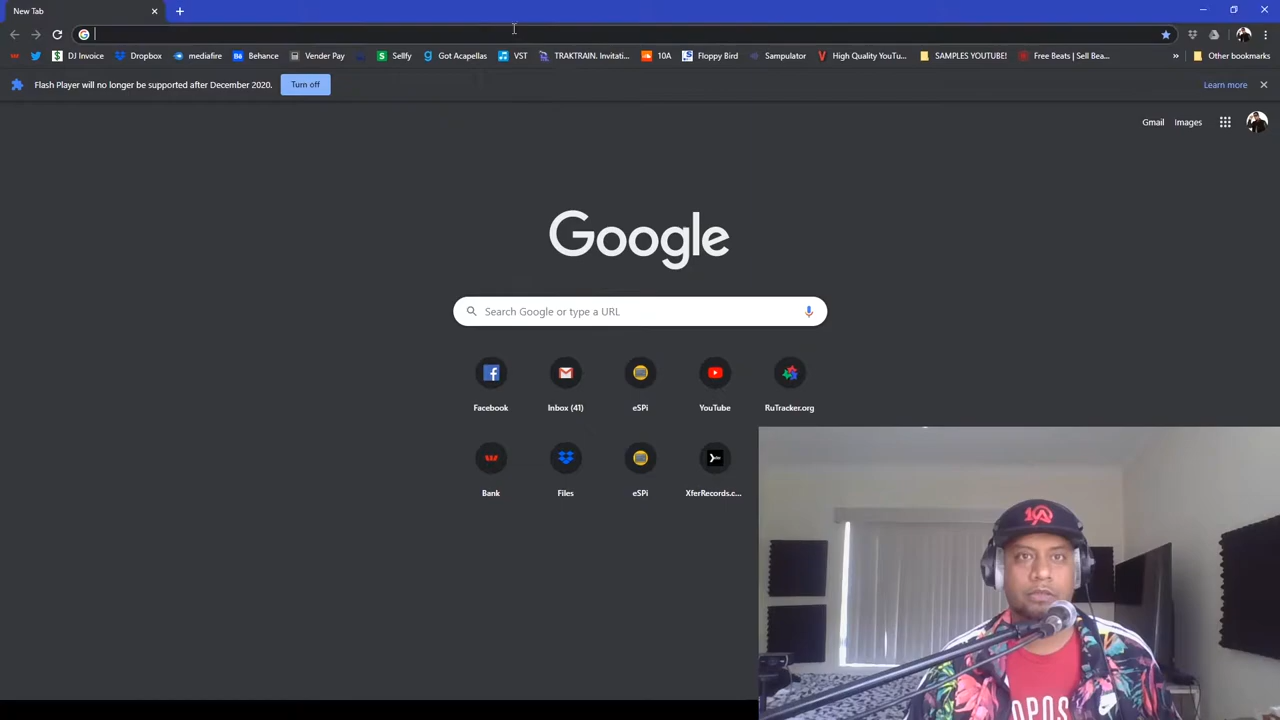 New Tab
DJ Invoice Dropbox mediafire Behance Vender Pay Sellfy Got Acapellas VST TRAKTRAIN. Invitati... 10A Floppy Bird Sampulator High Quality YouTu... SAMPLES YOUTUBE! Free Beats | Sell Bea... » Other bookmarks
Flash Player will no longer be supported after December 2020. Turn off Learn more
Gmail Images
Google
Search Google or type a URL
Facebook Inbox (41) eSPi YouTube RuTracker.org
Bank Files eSPi XferRecords.c...
1A
OPOS